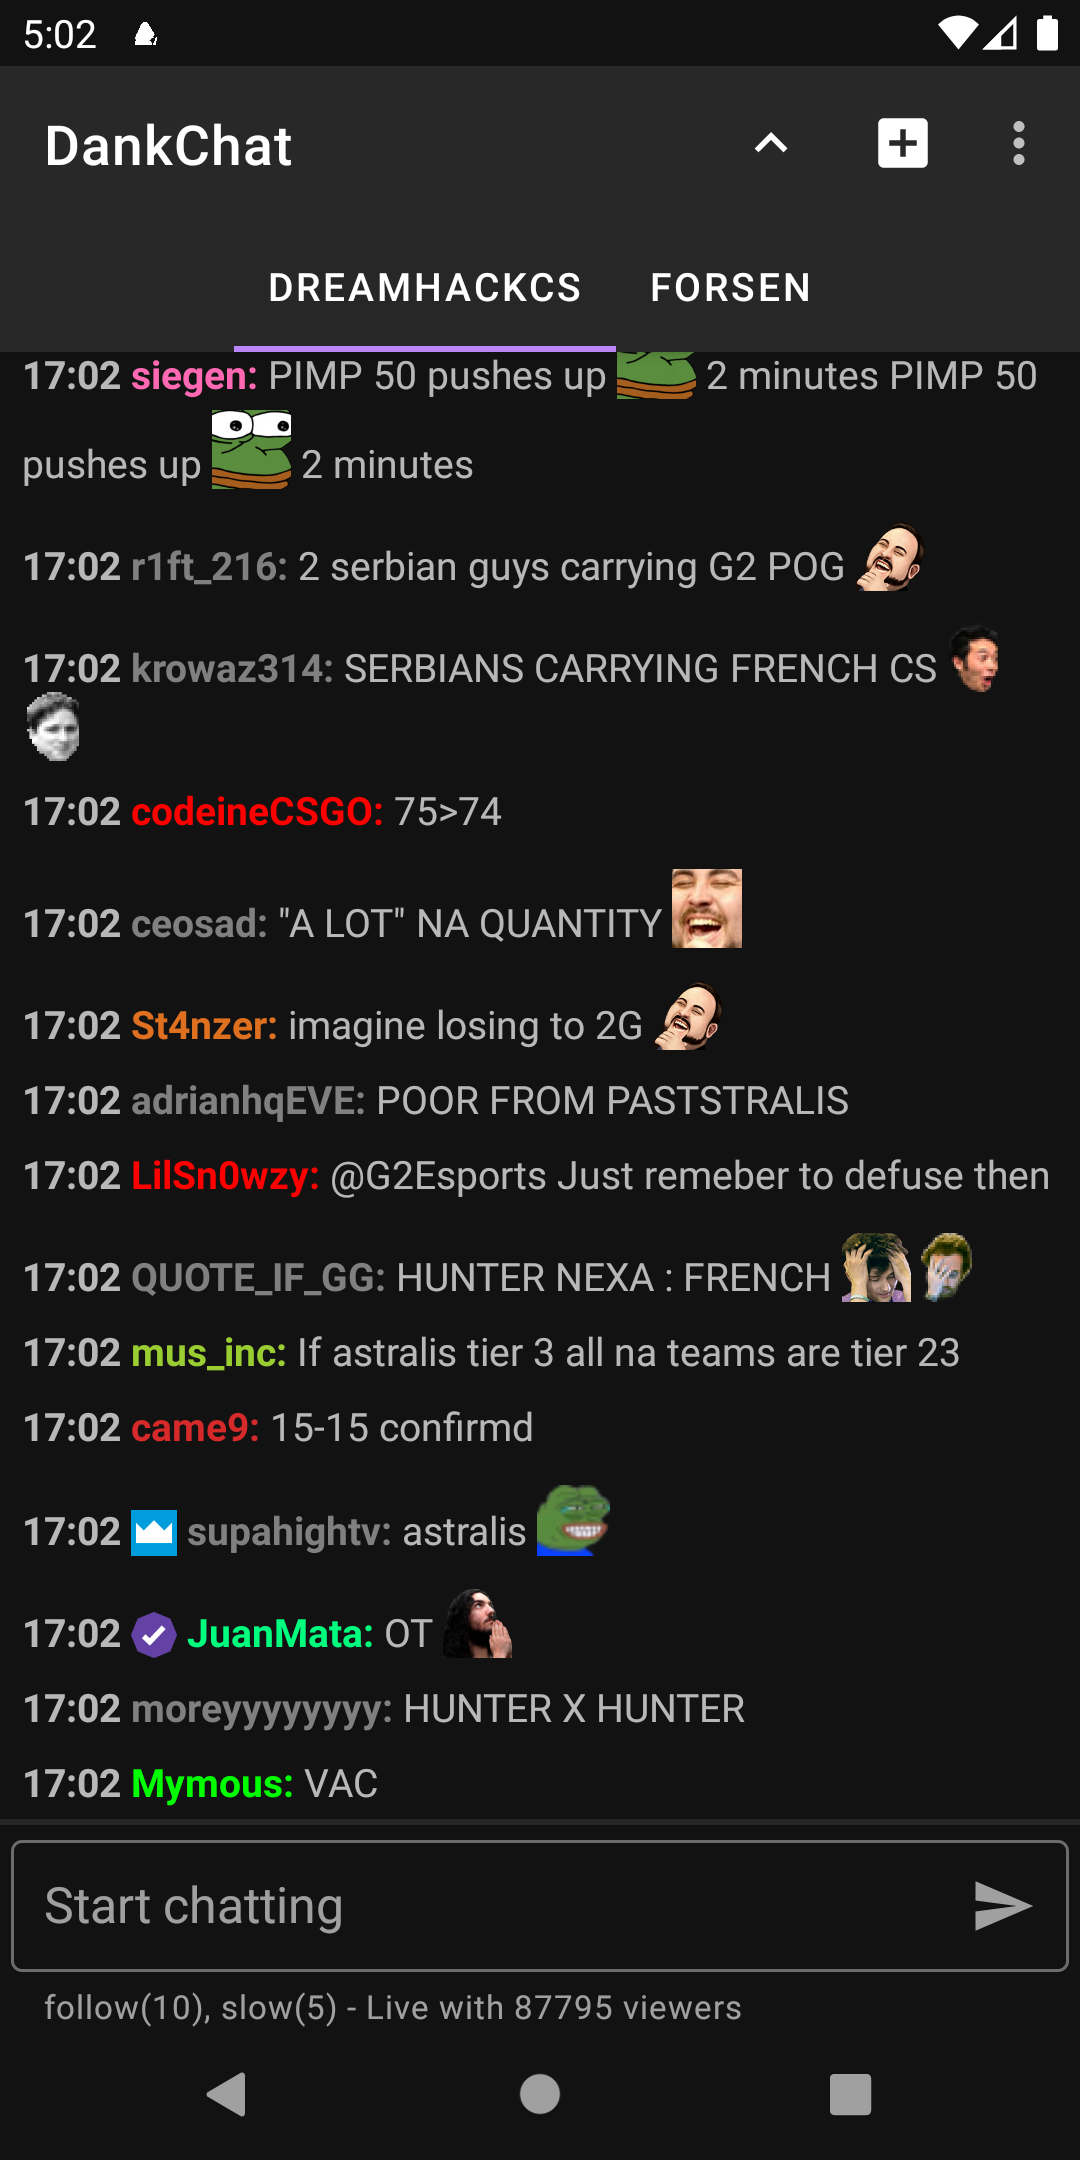 5:02
DankChat
DREAMHACKCS FORSEN
17:02 siegen: PIMP 50 pushes up 2 minutes PIMP 50
pushes up 2 minutes
17:02 r1ft_216: 2 serbian guys carrying G2 POG
17:02 krowaz314: SERBIANS CARRYING FRENCH CS
17:02 codeineCSGO: 75>74
17:02 ceosad: "A LOT" NA QUANTITY
17:02 St4nzer: imagine losing to 2G
17:02 adrianhqEVE: POOR FROM PASTSTRALIS
17:02 LilSn0wzy: @G2Esports Just remeber to defuse then
17:02 QUOTE_IF_GG: HUNTER NEXA : FRENCH
17:02 mus_inc: If astralis tier 3 all na teams are tier 23
17:02 came9: 15-15 confirmd
17:02 supahightv: astralis
17:02 JuanMata: OT
17:02 moreyyyyyyyy: HUNTER X HUNTER
17:02 Mymous: VAC
Start chatting
follow(10), slow(5) - Live with 87795 viewers